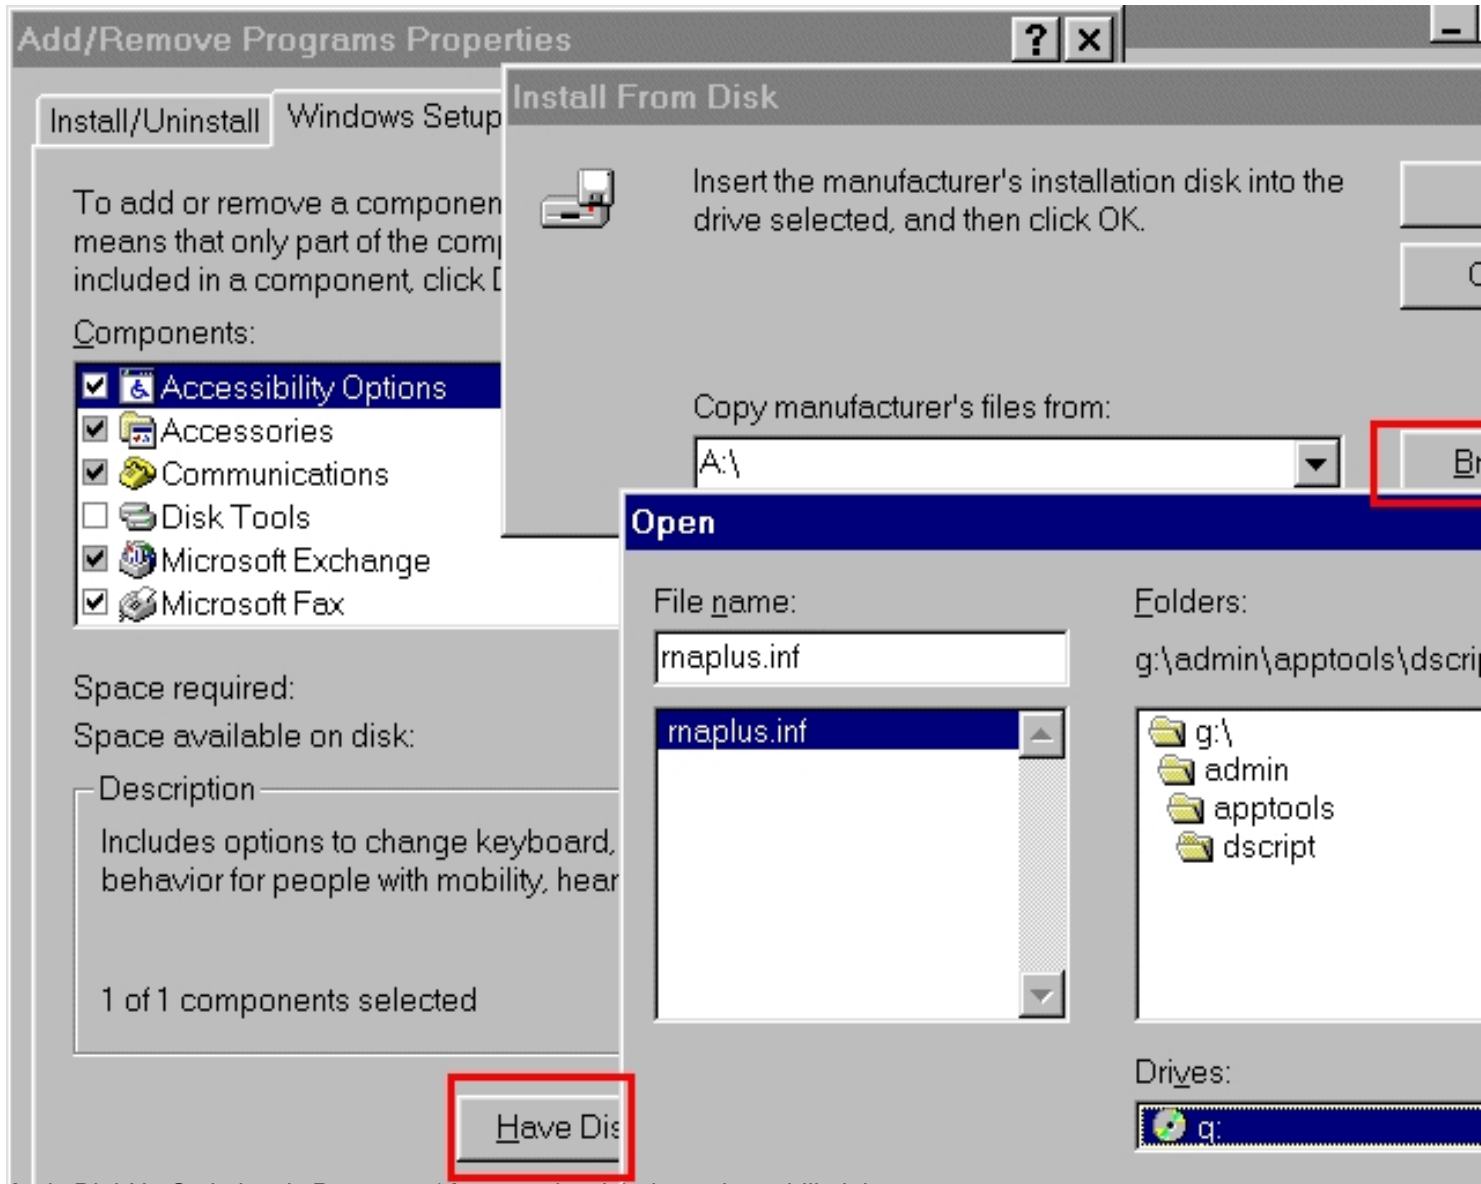 Add/Remove Programs Properties
Install/Uninstall
Windows Setup
To add or remove a componen
means that only part of the comp
included in a component, click D
Components:
Accessibility Options
Accessories
Communications
Disk Tools
Microsoft Exchange
Microsoft Fax
Space required:
Space available on disk:
Description
Includes options to change keyboard,
behavior for people with mobility, hear
1 of 1 components selected
Have Dis
Install From Disk
Insert the manufacturer's installation disk into the
drive selected, and then click OK.
Copy manufacturer's files from:
A:\
Br
Open
File name:
rnaplus.inf
rnaplus.inf
Folders:
g:\admin\apptools\dscrip
g:\
admin
apptools
dscript
Drives:
g: